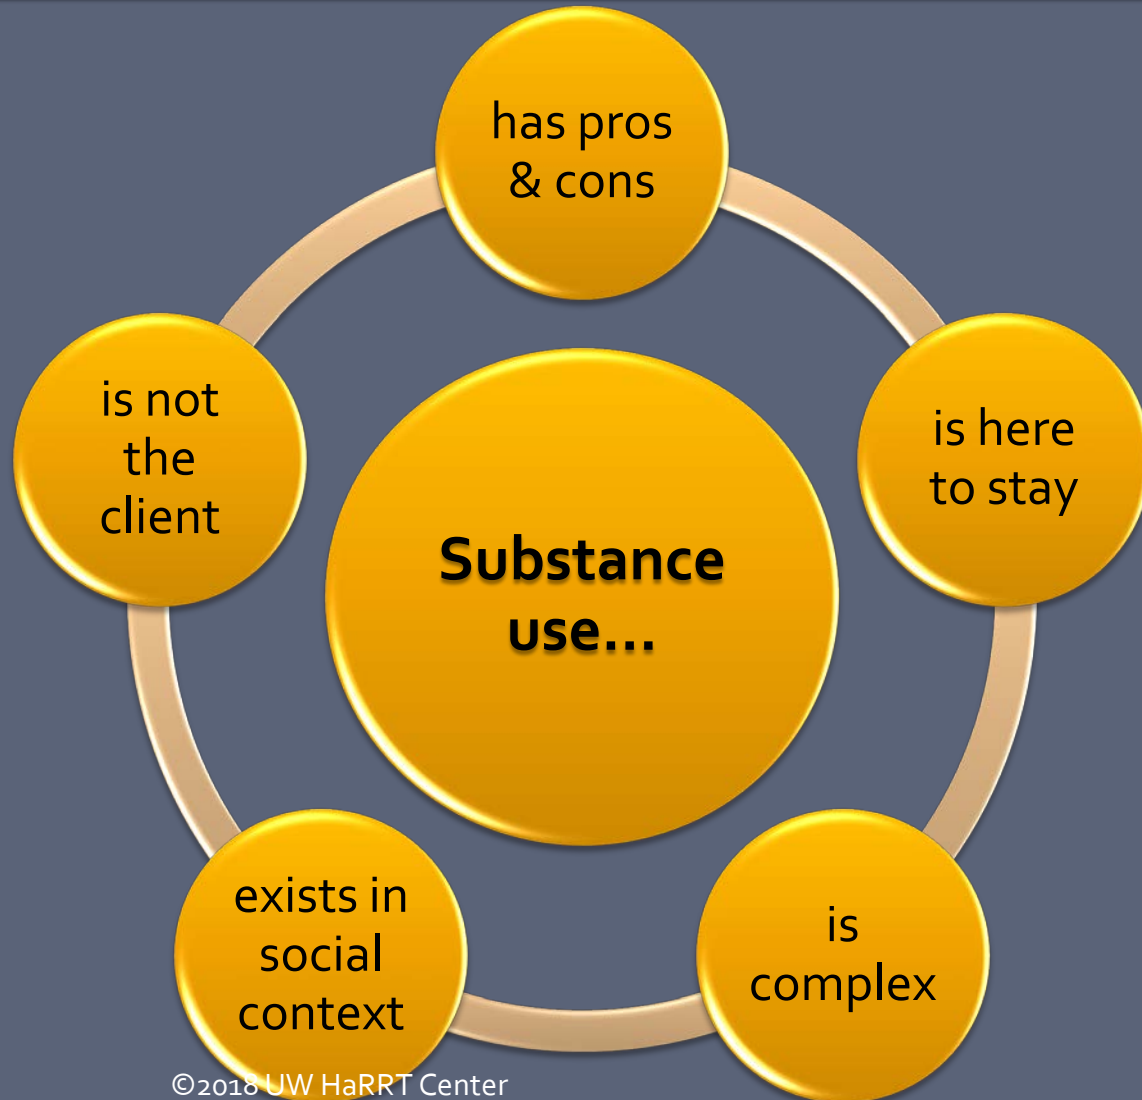 has pros
& cons
is here
to stay
is
complex
exists in
social
context
is not
the
client
Substance
use...
©2018 UW HaRRT Center